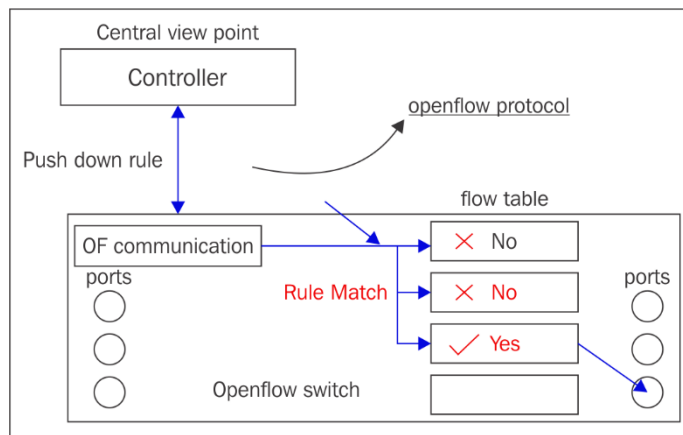 Central view point
Controller
openflow protocol
Push down rule
flow table
OF communication
No
ports
Rule Match
No
ports
Yes
Openflow switch